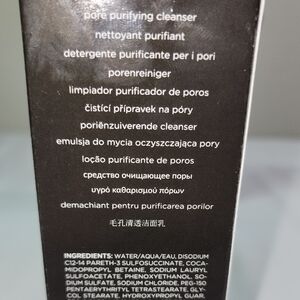 pore purifying cleanser
nettoyant purifiant
detergente purificante per i pori
porenreiniger
limpiador purificador de poros
čisticí přípravek na póry
poriënzuiverende cleanser
emulsja do mycia oczyszczająca pory
loção purificante de poros
средство очищающее поры
υγρό καθαρισμού πόρων
demachiant pentru purificarea porilor
毛孔清透洁面乳
INGREDIENTS: WATER/AQUA/EAU, DISODIUM
C12-14 PARETH-3 SULFOSUCCINATE, COCA-
MIDOPROPYL BETAINE, SODIUM LAURYL
SULFOACETATE, PHENOXYETHANOL, SO-
DIUM SULFATE, SODIUM CHLORIDE, PEG-150
PENTAERYTHRITYL TETRASTEARATE, GLY-
COL STEARATE, HYDROXYPROPYL GUAR,